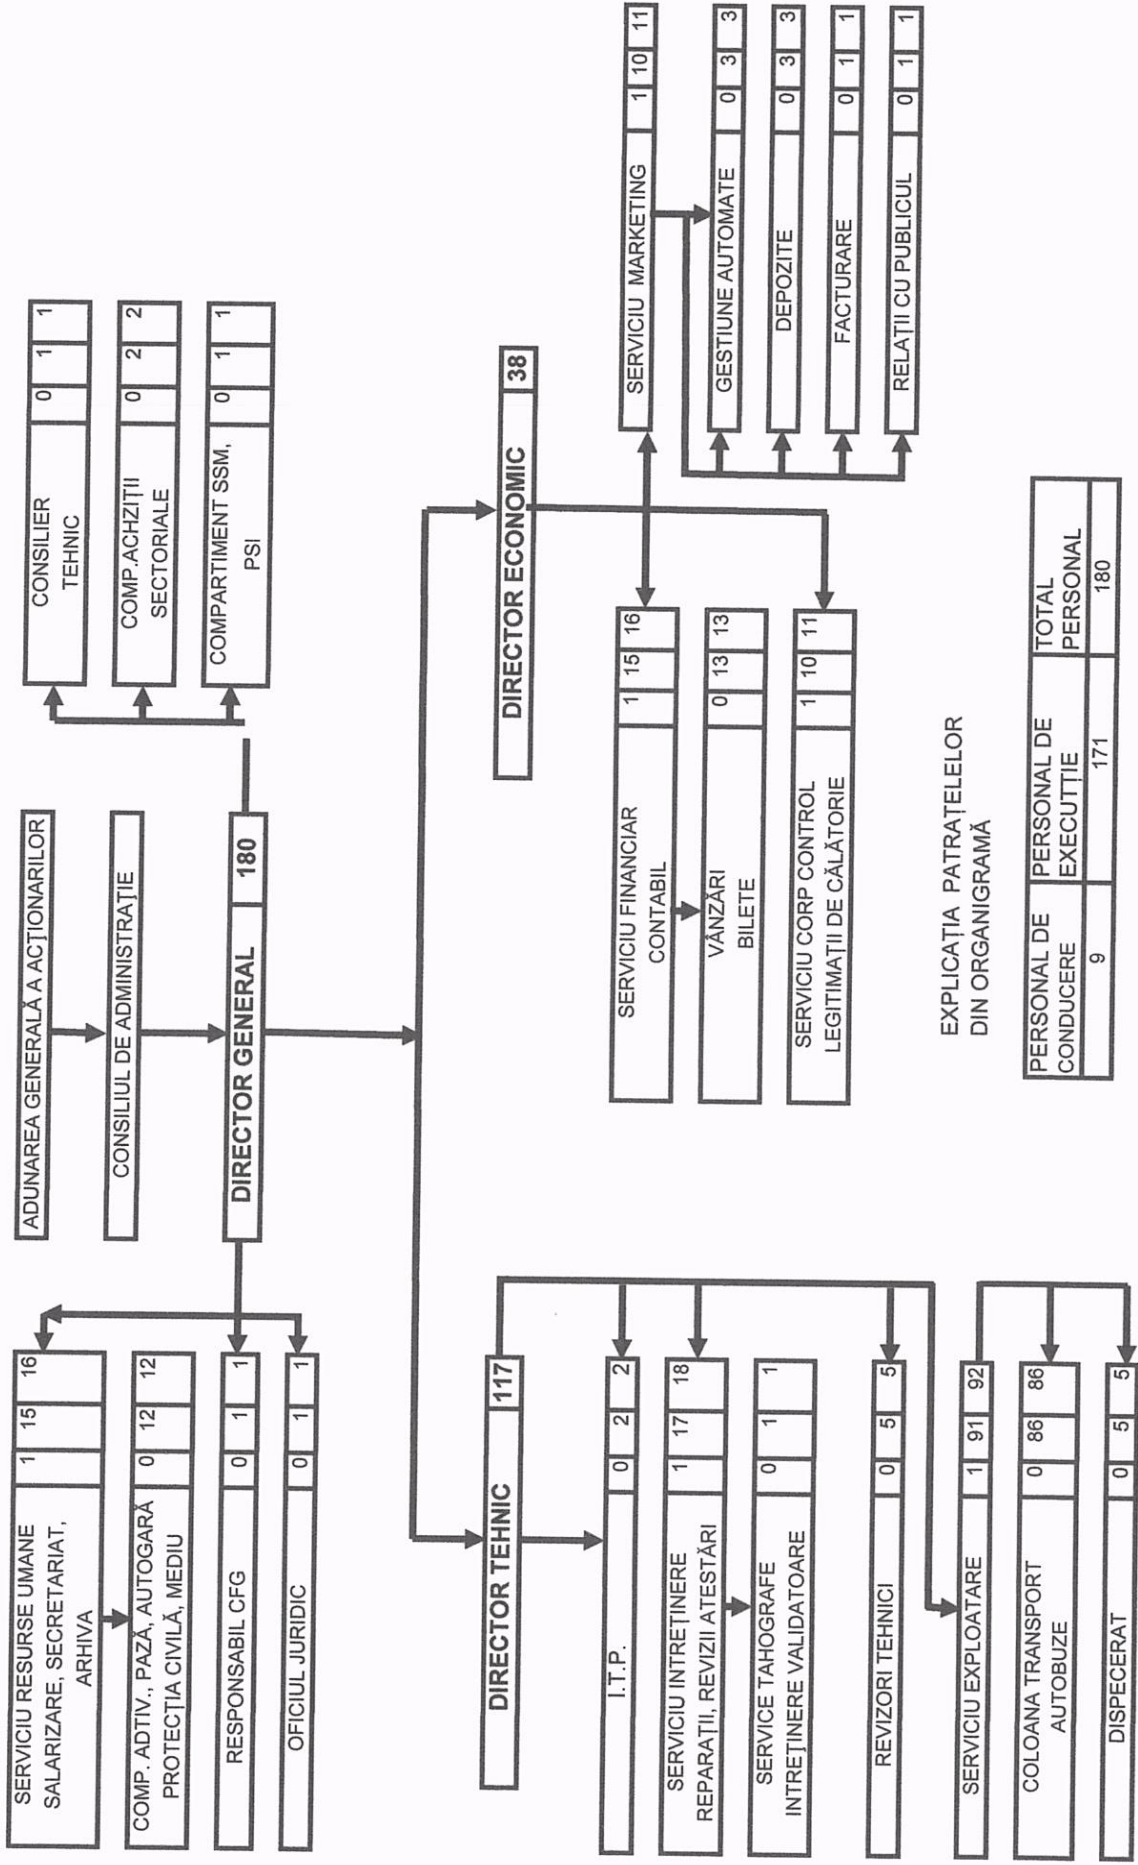 ADUNAREA GENERALĂ A ACȚIONARILOR
CONSILIUL DE ADMINISTRAȚIE
DIRECTOR GENERAL 180
SERVICIU RESURSE UMANE 1 15 16
SALARIZARE, SECRETARIAT,
ARHIVA
COMP. ADTIV., PAZĂ, AUTOGARĂ 0 12 12
PROTECȚIA CIVILĂ, MEDIU
RESPONSABIL CFG 0 1 1
OFICIUL JURIDIC 0 1 1
CONSILIER 0 1 1
TEHNIC
COMP.ACHZIȚII 0 2 2
SECTORIALE
COMPARTIMENT SSM, 0 1 1
PSI
DIRECTOR TEHNIC 117
I.T.P. 0 2 2
SERVICIU INTREȚINERE 1 17 18
REPARAȚII, REVIZII ATESTĂRI
SERVICE TAHOGRAFE 0 1 1
INTREȚINERE VALIDATOARE
REVIZORI TEHNICI 0 5 5
SERVICIU EXPLOATARE 1 91 92
COLOANA TRANSPORT 0 86 86
AUTOBUZE
DISPECERAT 0 5 5
DIRECTOR ECONOMIC 38
SERVICIU FINANCIAR 1 15 16
CONTABIL
VÂNZĂRI 0 13 13
BILETE
SERVICIU CORP CONTROL 1 10 11
LEGITIMAȚII DE CĂLĂTORIE
SERVICIU MARKETING 1 10 11
GESTIUNE AUTOMATE 0 3 3
DEPOZITE 0 3 3
FACTURARE 0 1 1
RELAȚII CU PUBLICUL 0 1 1
EXPLICAȚIA PATRAȚELELOR
DIN ORGANIGRAMĂ
PERSONAL DE PERSONAL DE TOTAL
CONDUCERE EXECUTȚIE PERSONAL
9 171 180